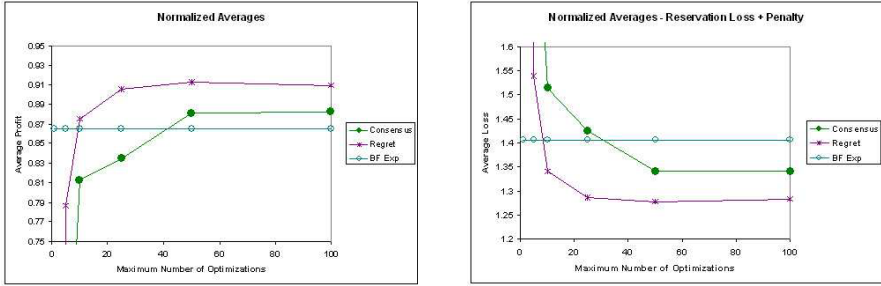 Normalized Averages
0.95
0.93
0.91
0.89
0.87
0.85
0.83
0.81
0.79
0.77
0.75
Average Profit
0
20
40
60
80
100
Maximum Number of Optimizations
Consensus
Regret
BF Exp
Normalized Averages - Reservation Loss + Penalty
1.6
1.55
1.5
1.45
1.4
1.35
1.3
1.25
1.2
Average Loss
0
20
40
60
80
100
Maximum Number of Optimizations
Consensus
Regret
BF Exp